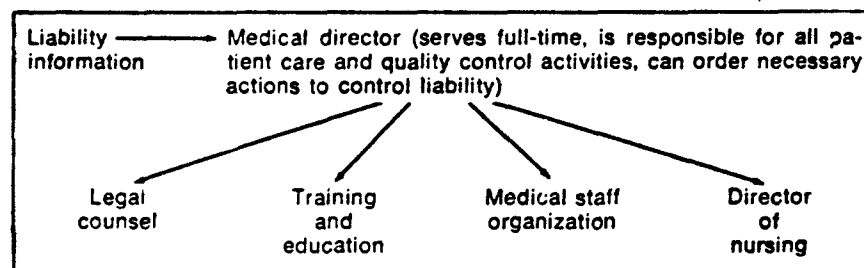 Liability
information
Medical director (serves full-time, is responsible for all pa-
tient care and quality control activities, can order necessary
actions to control liability)
Legal
counsel
Training
and
education
Medical staff
organization
Director
of
nursing